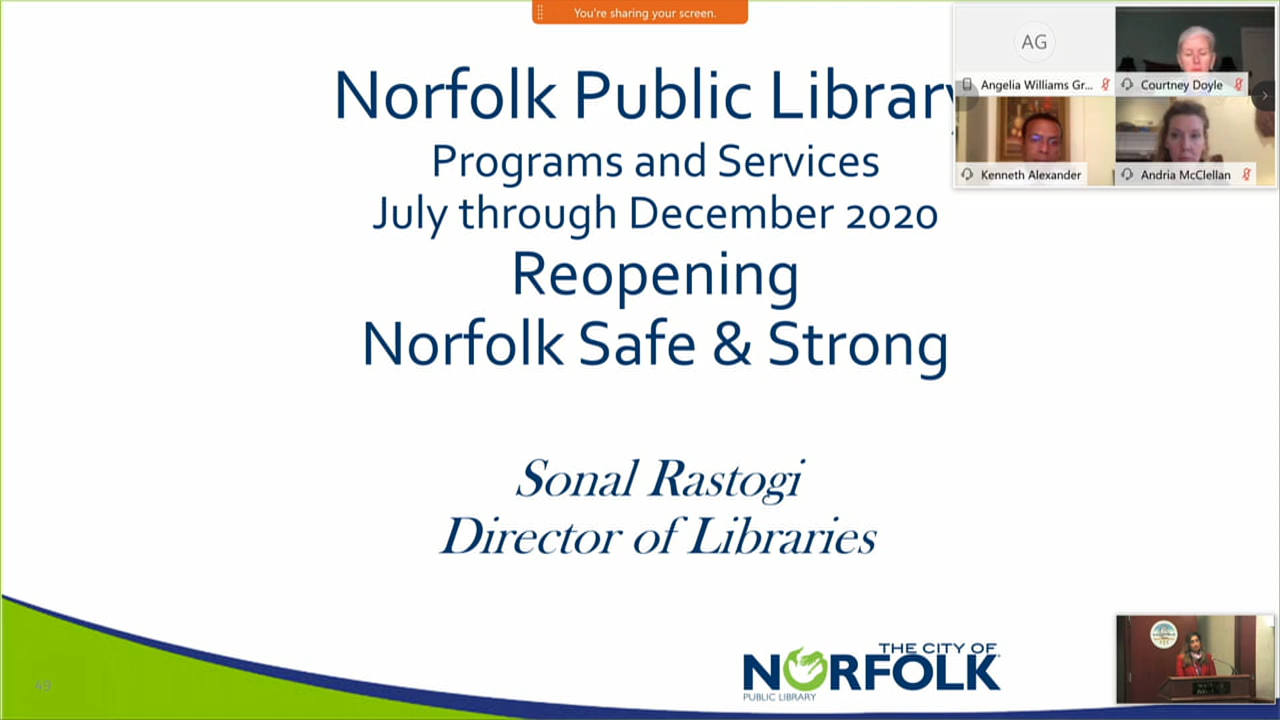 You're sharing your screen.
AG
Angelia Williams Gr...
Courtney Doyle
Kenneth Alexander
Andria McClellan
Norfolk Public Library
Programs and Services
July through December 2020
Reopening
Norfolk Safe & Strong
Sonal Rastogi
Director of Libraries
THE CITY OF
NORFOLK
PUBLIC LIBRARY
49